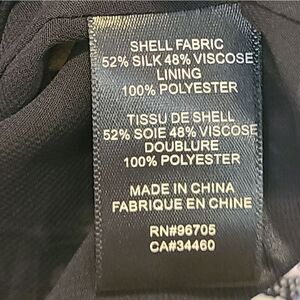 SHELL FABRIC
52% SILK 48% VISCOSE
LINING
100% POLYESTER
TISSU DE SHELL
52% SOIE 48% VISCOSE
DOUBLURE
100% POLYESTER
MADE IN CHINA
FABRIQUE EN CHINE
RN#96705
CA#34460